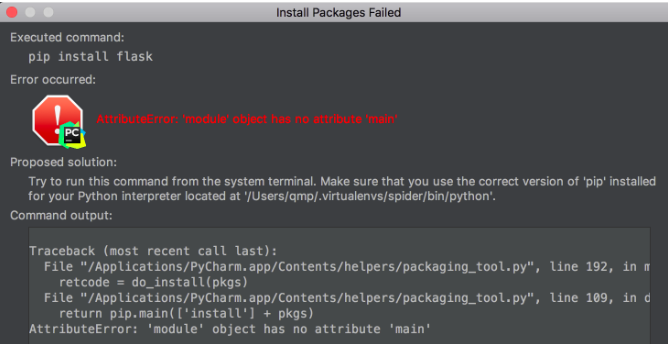 Install Packages Failed
Executed command:
pip install flask
Error occurred:
AttributeError: 'module' object has no attribute 'main'
PC
Proposed solution:
Try to run this command from the system terminal. Make sure that you use the correct version of 'pip' installed
for your Python interpreter located at '/Users/qmp/.virtualenvs/spider/bin/python'.
Command output:
Traceback (most recent call last):
File "/Applications/PyCharm.app/Contents/helpers/packaging_tool.py", line 192, in m
retcode = do_install(pkgs)
File "/Applications/PyCharm.app/Contents/helpers/packaging_tool.py", line 109, in d
return pip.main(['install'] + pkgs)
AttributeError: 'module' object has no attribute 'main'